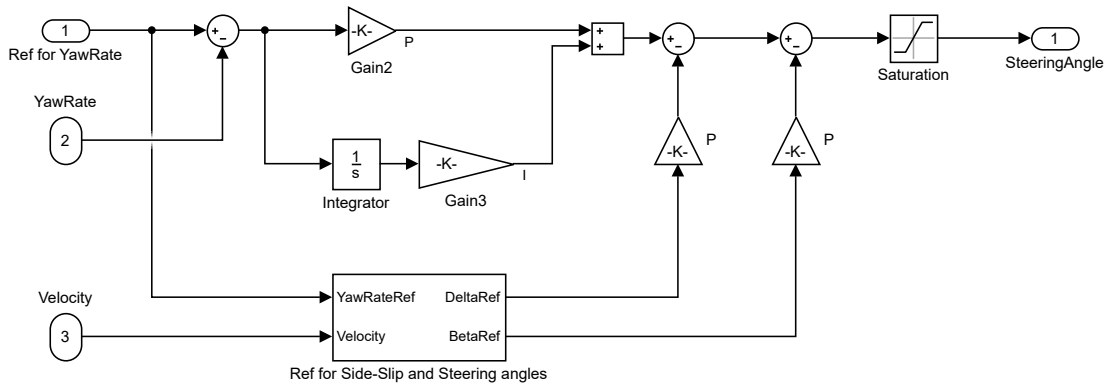 1
Ref for YawRate
+
−
-K-
P
Gain2
+
+
+
−
+
−
Saturation
1
SteeringAngle
YawRate
2
1
s
Integrator
-K-
I
Gain3
-K-
P
-K-
P
Velocity
3
YawRateRef
DeltaRef
Velocity
BetaRef
Ref for Side-Slip and Steering angles